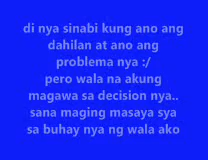 di nya sinabi kung ano ang
dahilan at ano ang
problema nya :/
pero wala na akung
magawa sa decision nya..
sana maging masaya sya
sa buhay nya ng wala ako